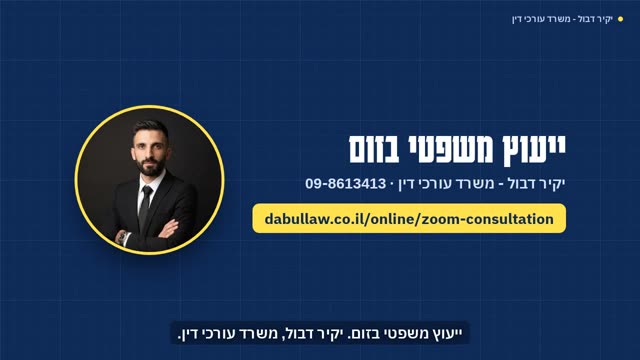 יקיר דבול - משרד עורכי דין
ייעוץ משפטי בזום
יקיר דבול - משרד עורכי דין · 09-8613413
dabullaw.co.il/online/zoom-consultation
ייעוץ משפטי בזום. יקיר דבול, משרד עורכי דין.